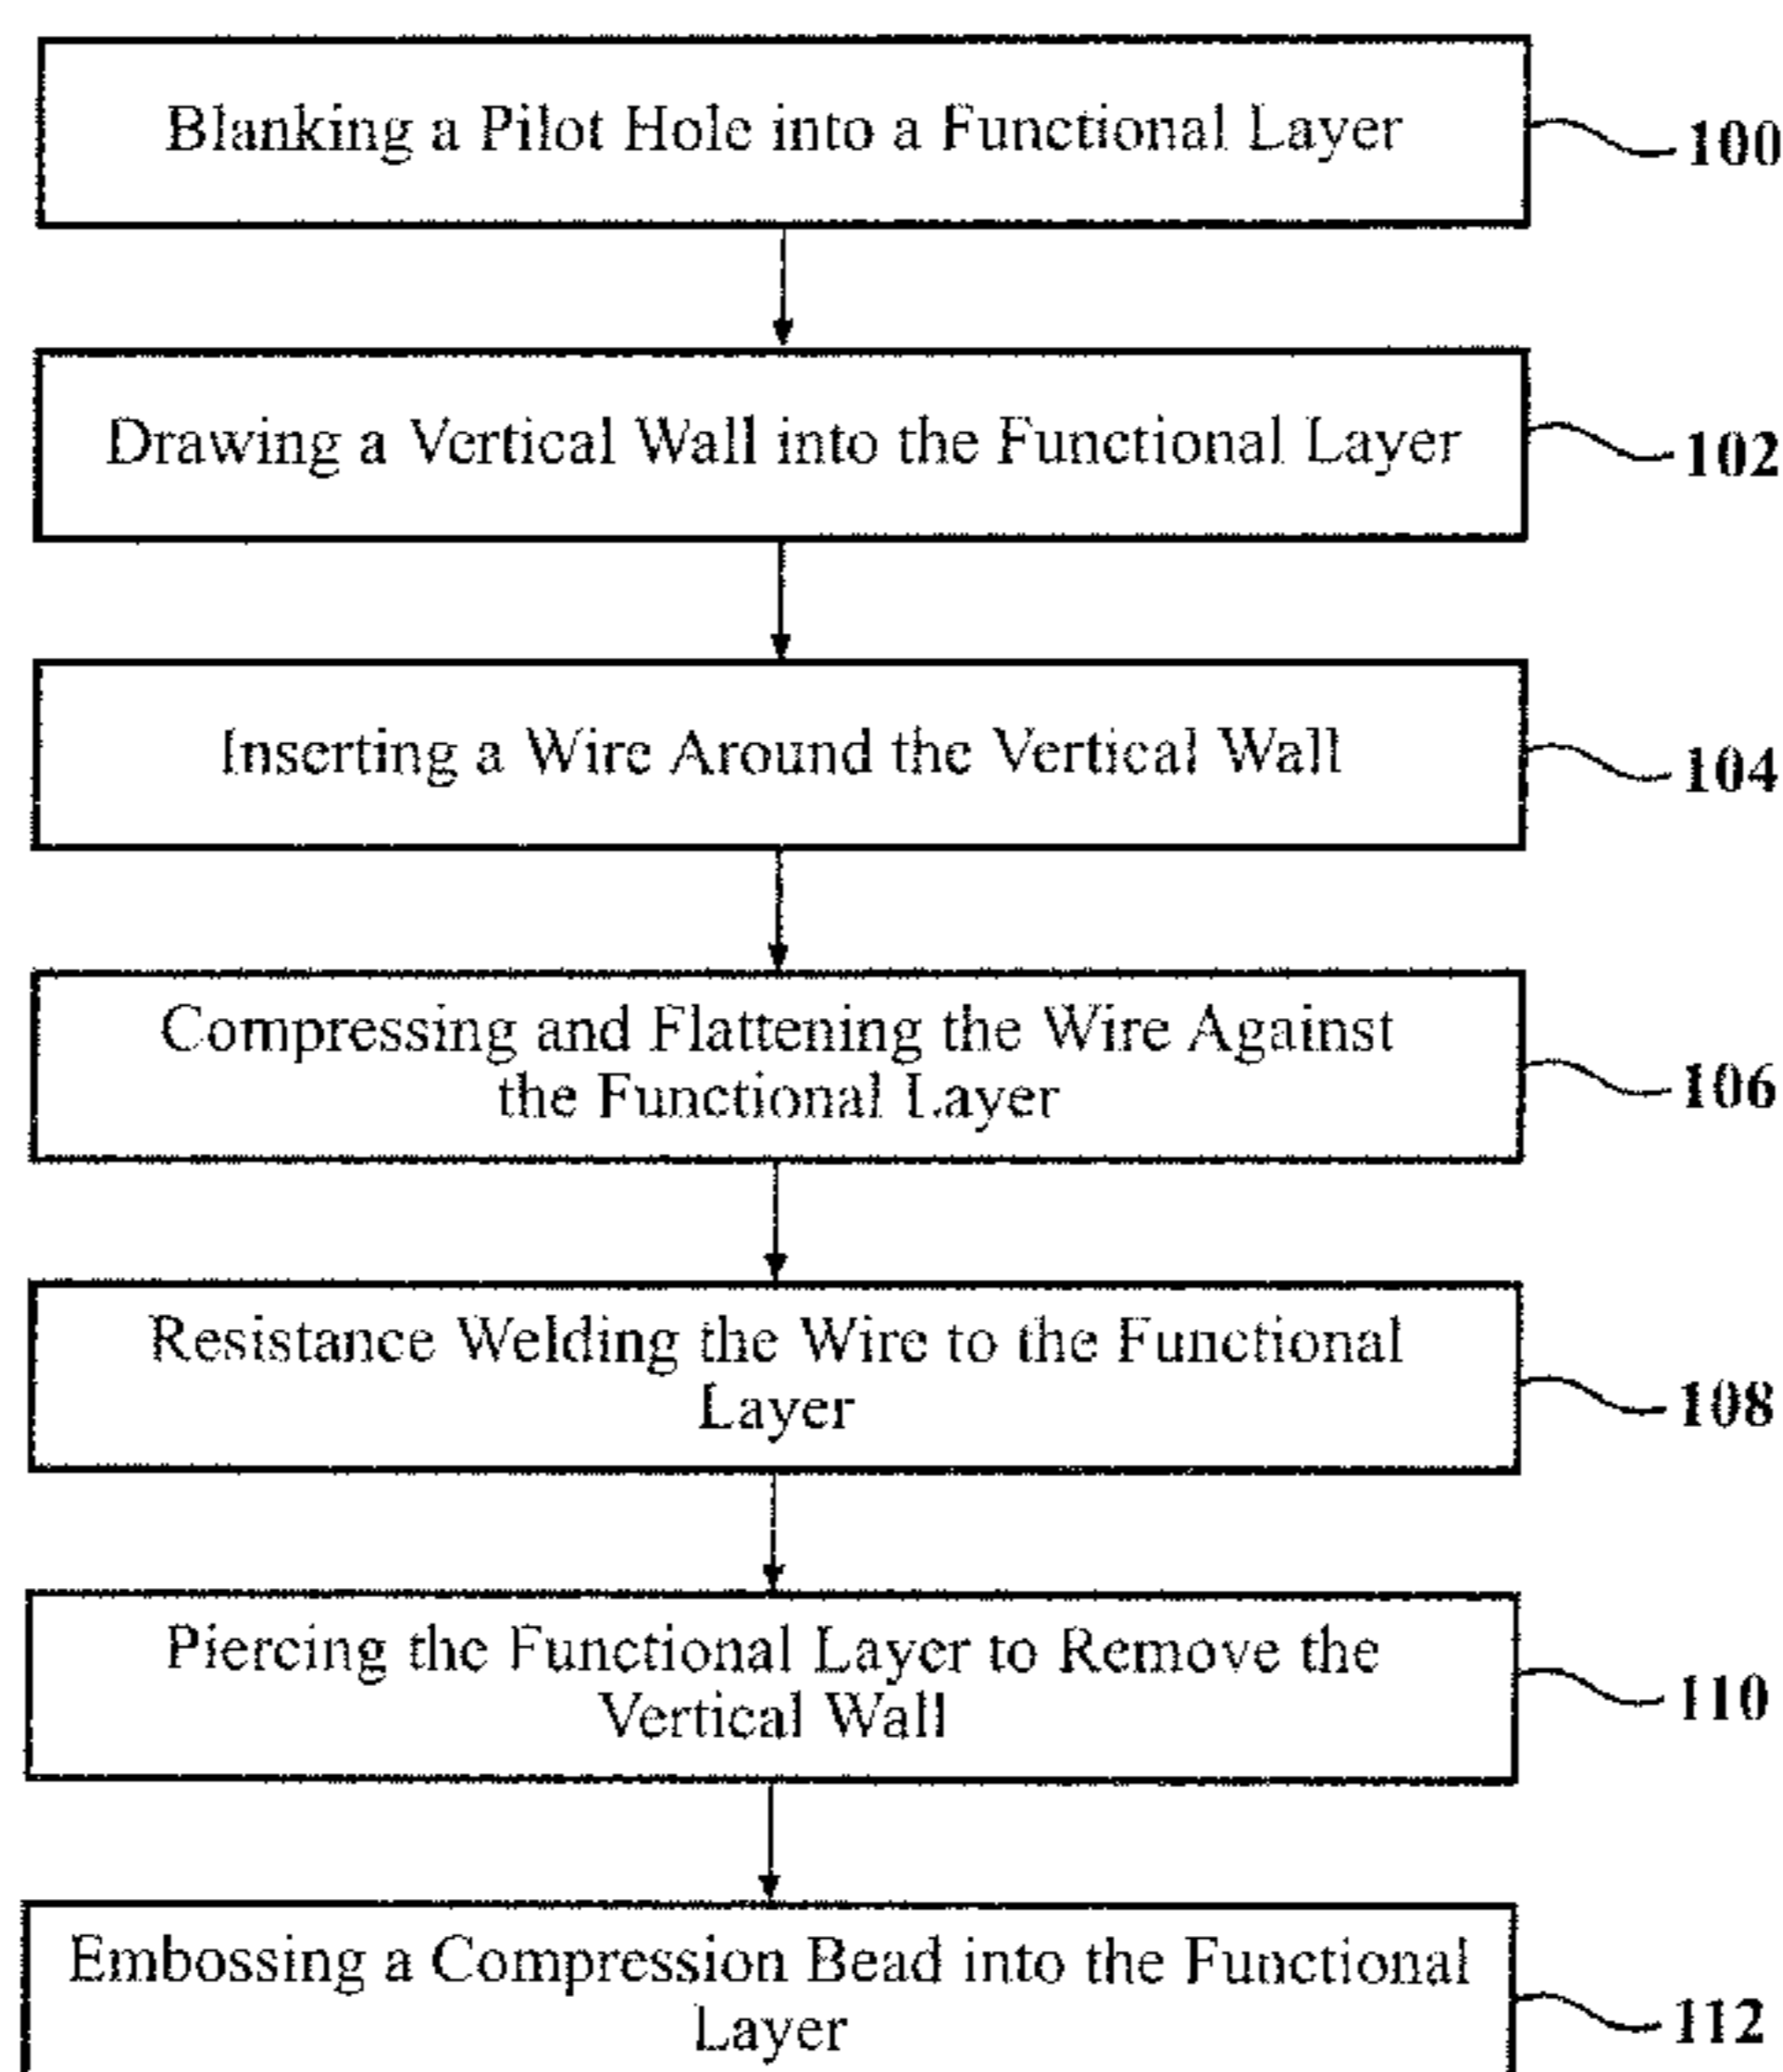 Blanking a Pilot Hole into a Functional Layer
100
Drawing a Vertical Wall into the Functional Layer
102
Inserting a Wire Around the Vertical Wall
104
Compressing and Flattening the Wire Against
the Functional Layer
106
Resistance Welding the Wire to the Functional
Layer
108
Piercing the Functional Layer to Remove the
Vertical Wall
110
Embossing a Compression Bead into the Functional
Layer
112